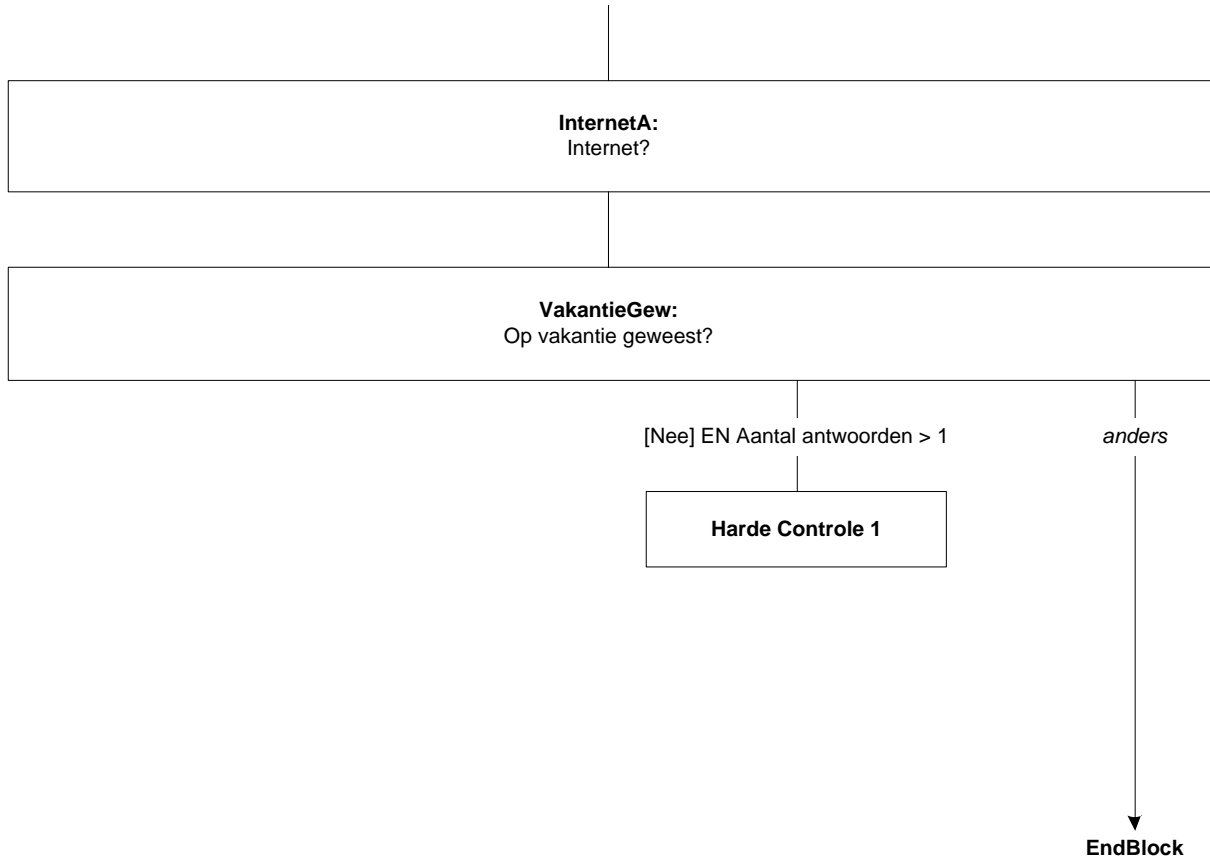 InternetA:
Internet?
VakantieGew:
Op vakantie geweest?
[Nee] EN Aantal antwoorden > 1
anders
Harde Controle 1
EndBlock